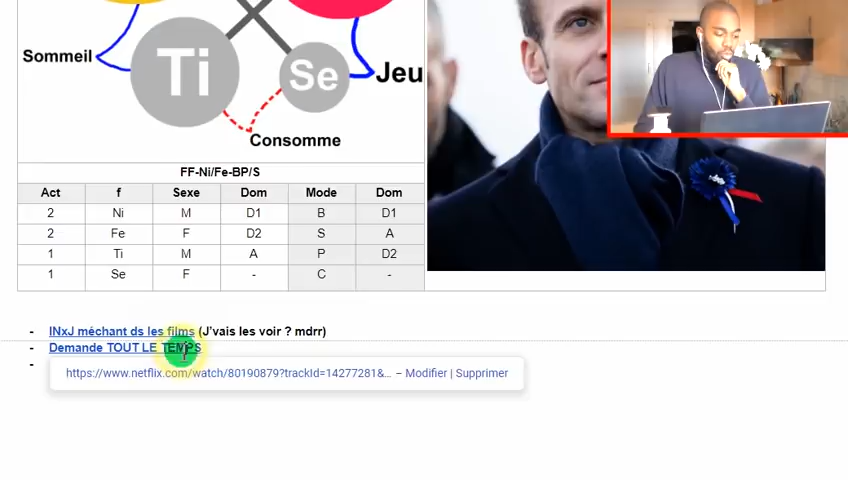 Sommeil
Ti
Se
Jeu
Consomme
FF-Ni/Fe-BP/S
Act f Sexe Dom Mode Dom
2 Ni M D1 B D1
2 Fe F D2 S A
1 Ti M A P D2
1 Se F - C -
- INxJ méchant ds les films (J'vais les voir ? mdrr)
- Demande TOUT LE TEMPS
-
https://www.netflix.com/watch/80190879?trackId=14277281&... – Modifier | Supprimer